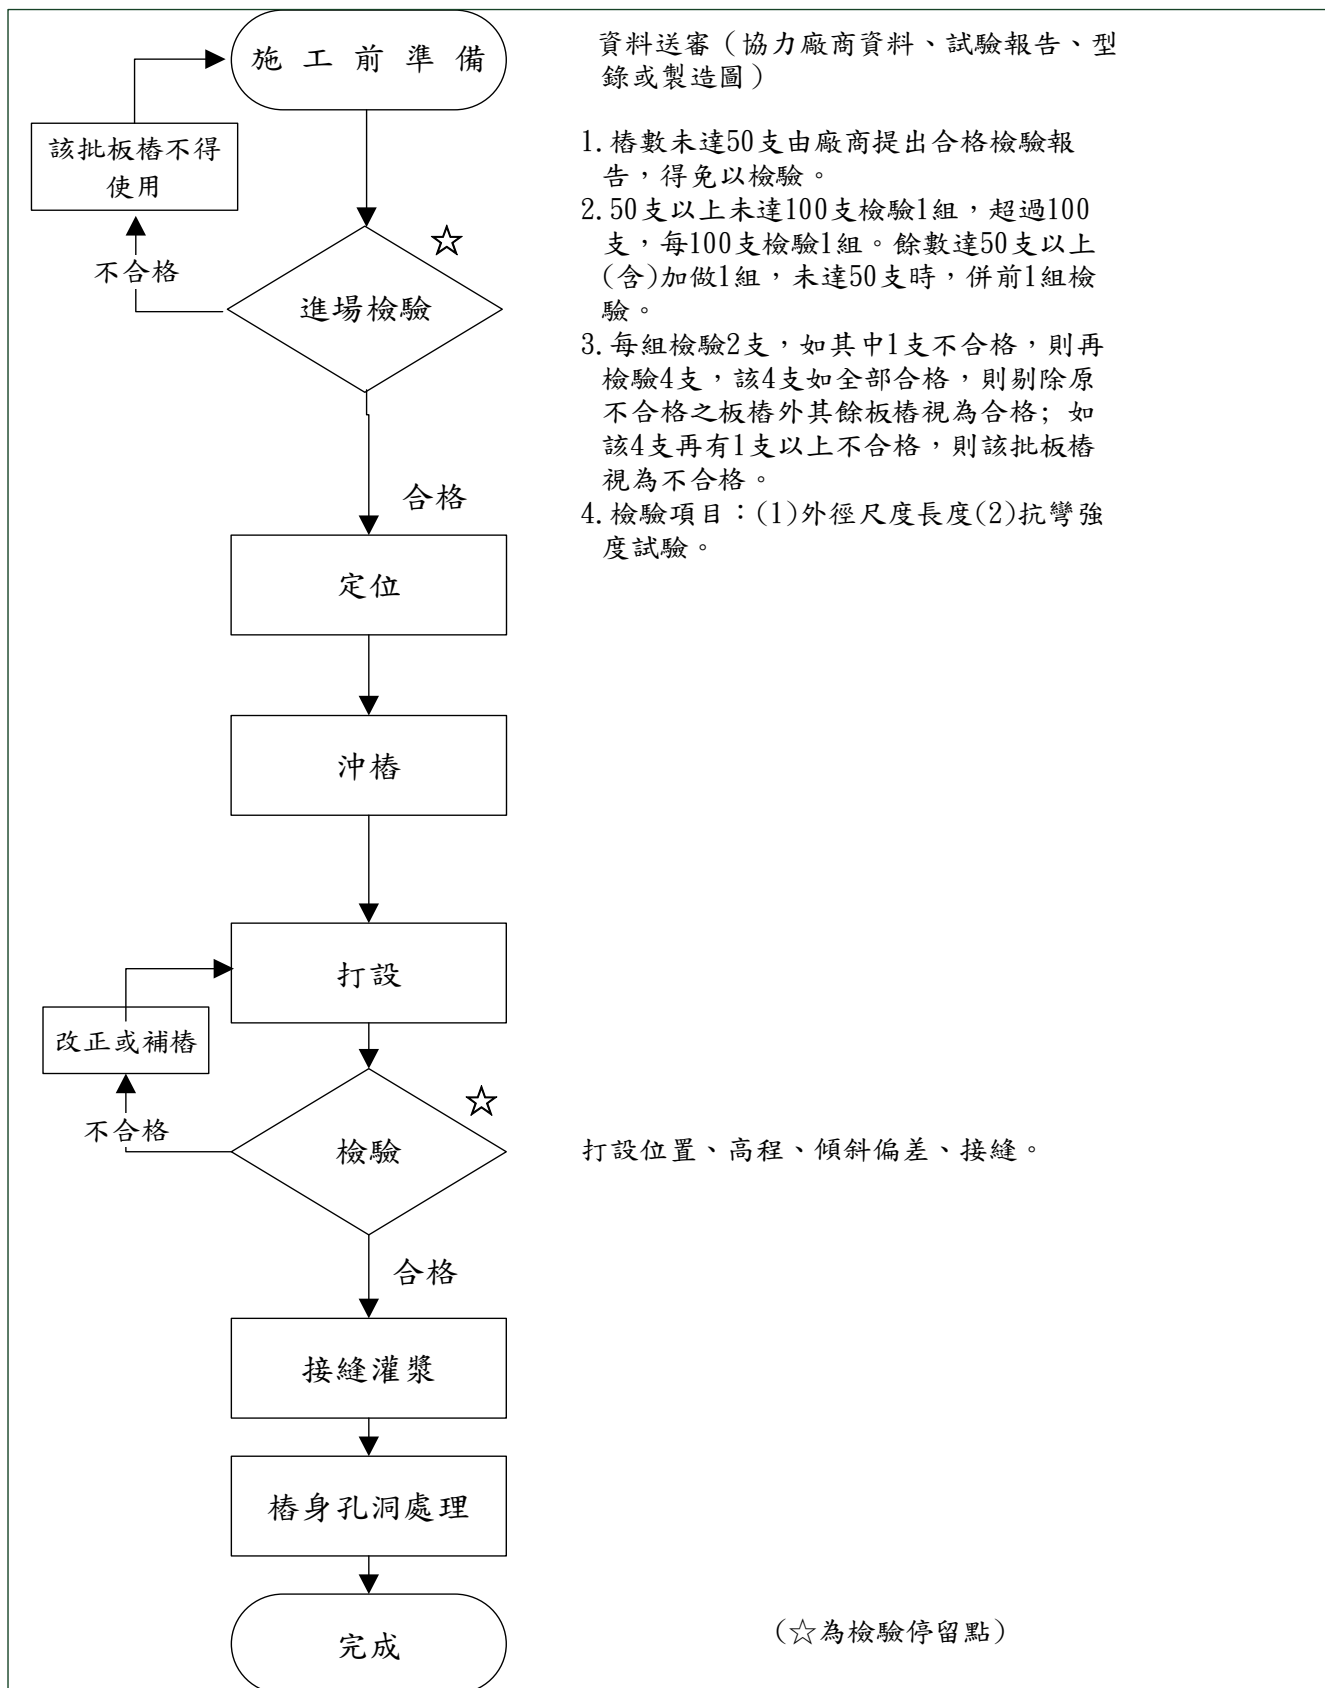 施工前準備
資料送審（協力廠商資料、試驗報告、型
錄或製造圖）
該批板樁不得
使用
1.樁數未達50支由廠商提出合格檢驗報
告，得免以檢驗。
2.50支以上未達100支檢驗1組，超過100
支，每100支檢驗1組。餘數達50支以上
(含)加做1組，未達50支時，併前1組檢
驗。
3.每組檢驗2支，如其中1支不合格，則再
檢驗4支，該4支如全部合格，則剔除原
不合格之板樁外其餘板樁視為合格; 如
該4支再有1支以上不合格，則該批板樁
視為不合格。
4.檢驗項目：(1)外徑尺度長度(2)抗彎強
度試驗。
☆
不合格
進場檢驗
合格
定位
沖樁
打設
改正或補樁
☆
不合格
檢驗
打設位置、高程、傾斜偏差、接縫。
合格
接縫灌漿
樁身孔洞處理
完成
（☆為檢驗停留點）